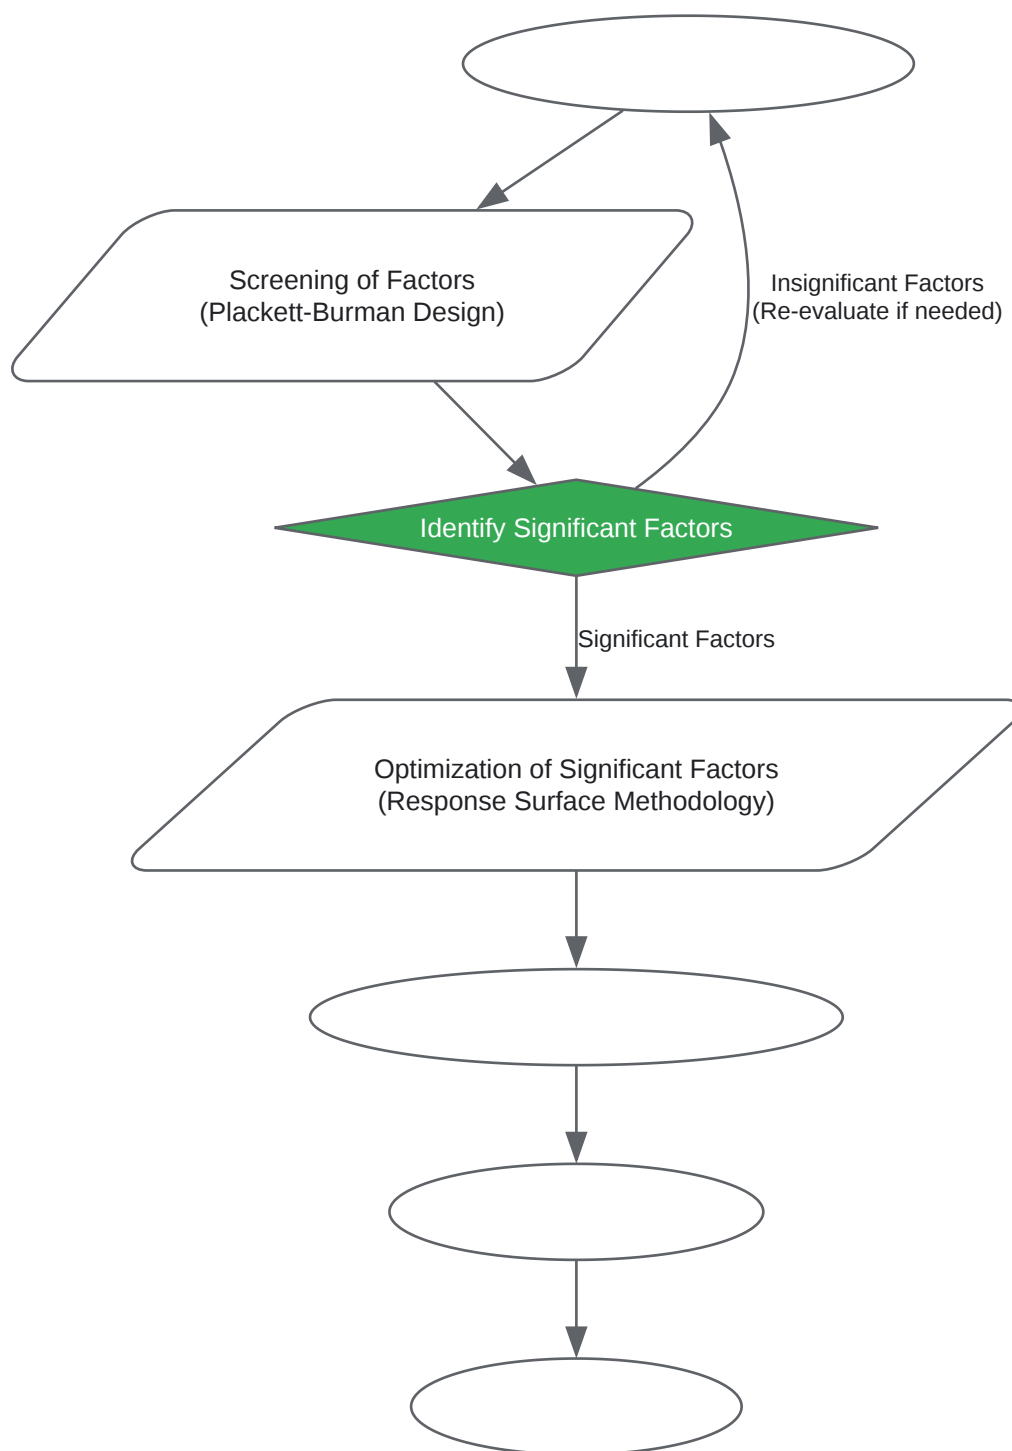 Screening of Factors
(Plackett-Burman Design)
Insignificant Factors
(Re-evaluate if needed)
Identify Significant Factors
Significant Factors
Optimization of Significant Factors
(Response Surface Methodology)